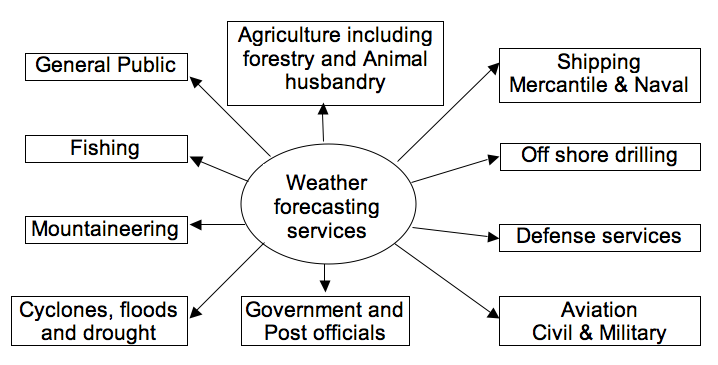 Agriculture including
forestry and Animal
husbandry
General Public
Shipping
Mercantile & Naval
Fishing
Off shore drilling
Weather
forecasting
services
Mountaineering
Defense services
Cyclones, floods
and drought
Government and
Post officials
Aviation
Civil & Military